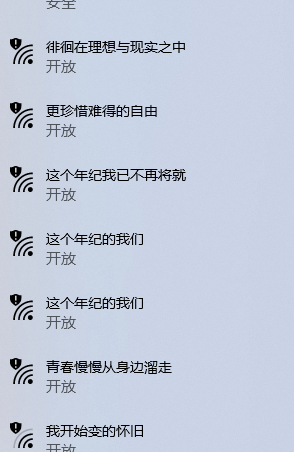 安全
徘徊在理想与现实之中
开放
更珍惜难得的自由
开放
这个年纪我已不再将就
开放
这个年纪的我们
开放
这个年纪的我们
开放
青春慢慢从身边溜走
开放
我开始变的怀旧
开放